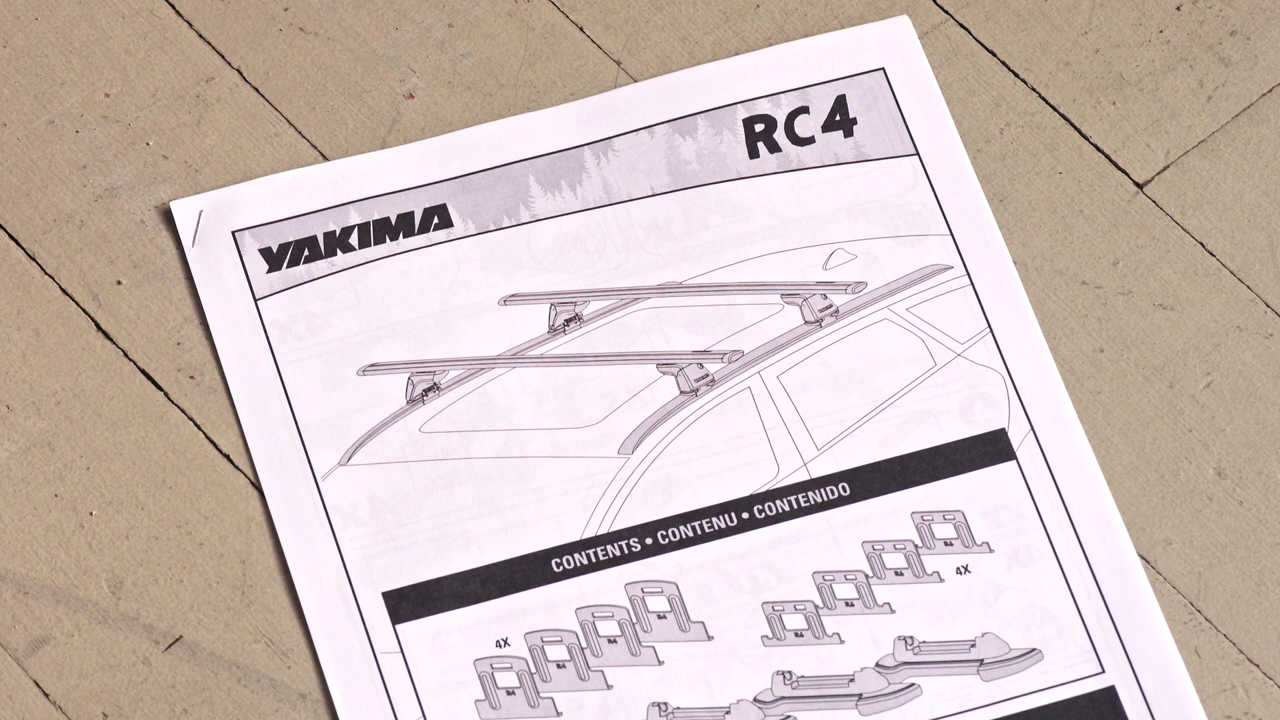 YAKIMA
RC4
CONTENTS • CONTENU • CONTENIDO
4X
4X